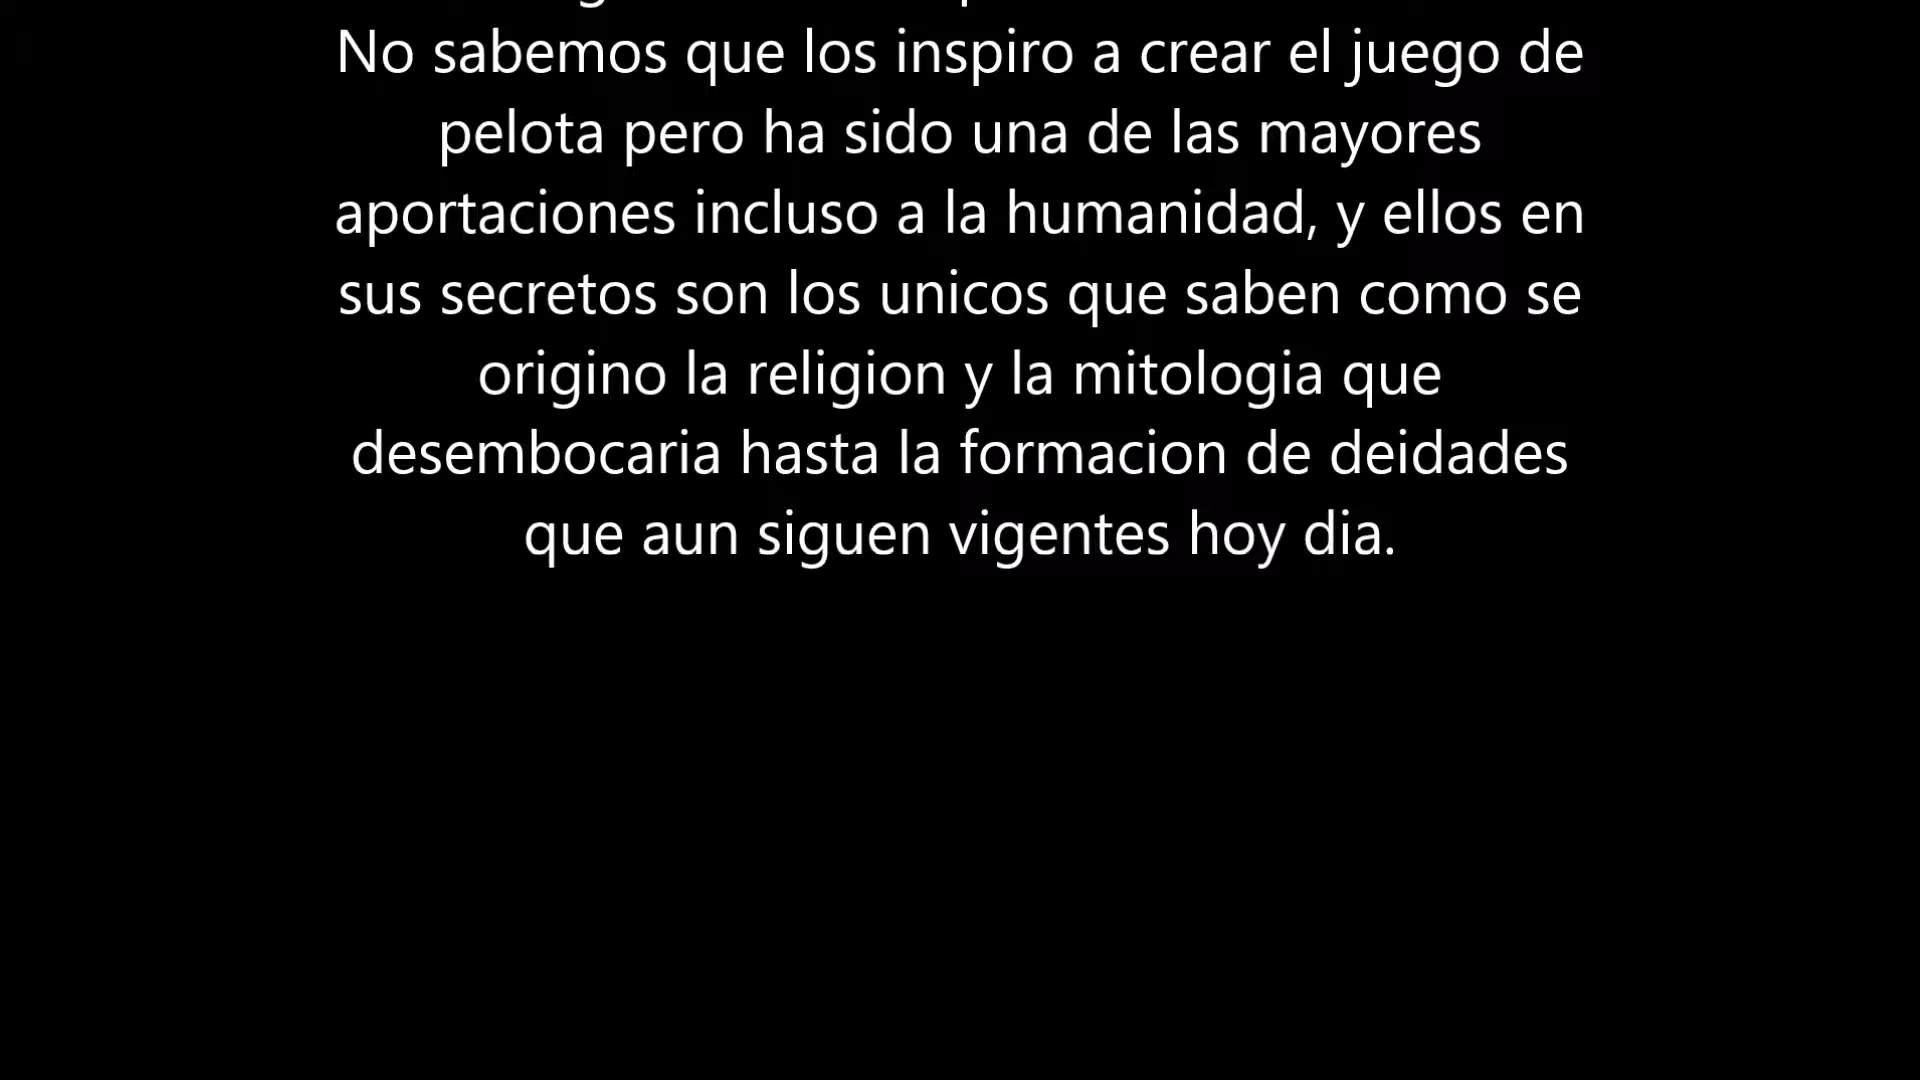 No sabemos que los inspiro a crear el juego de
pelota pero ha sido una de las mayores
aportaciones incluso a la humanidad, y ellos en
sus secretos son los unicos que saben como se
origino la religion y la mitologia que
desembocaria hasta la formacion de deidades
que aun siguen vigentes hoy dia.